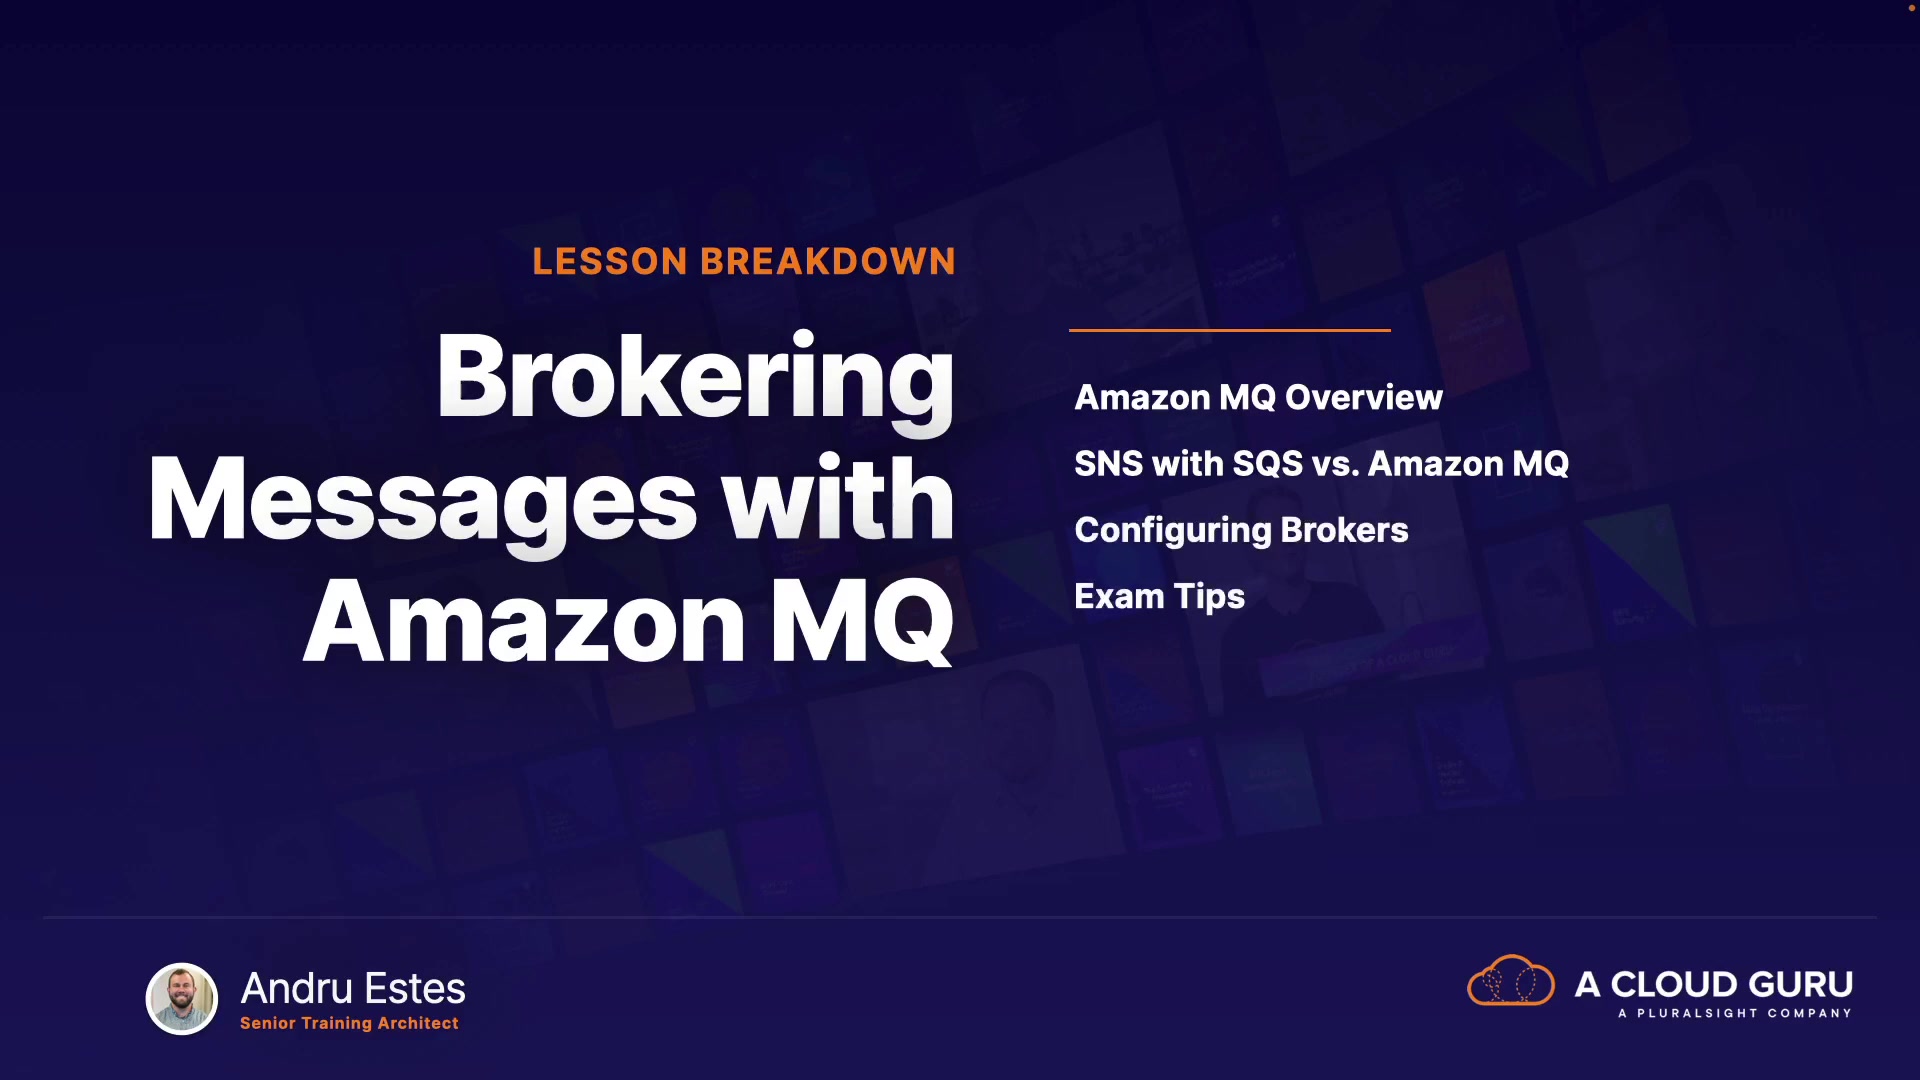 LESSON BREAKDOWN
Brokering
Messages with
Amazon MQ
Amazon MQ Overview
SNS with SQS vs. Amazon MQ
Configuring Brokers
Exam Tips
Andru Estes
Senior Training Architect
A CLOUD GURU
A PLURALSIGHT COMPANY